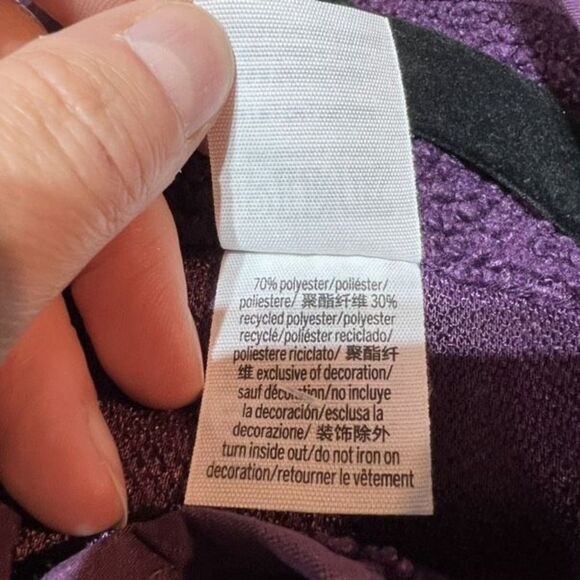 70% polyester/poliéster/
poliestere/ 聚酯纤维 30%
recycled polyester/polyester
recyclé/poliéster reciclado/
poliestere riciclato/ 聚酯纤
维 exclusive of decoration/
sauf décoration/no incluye
la decoración/esclusa la
decorazione/ 装饰除外
turn inside out/do not iron on
decoration/retourner le vêtement